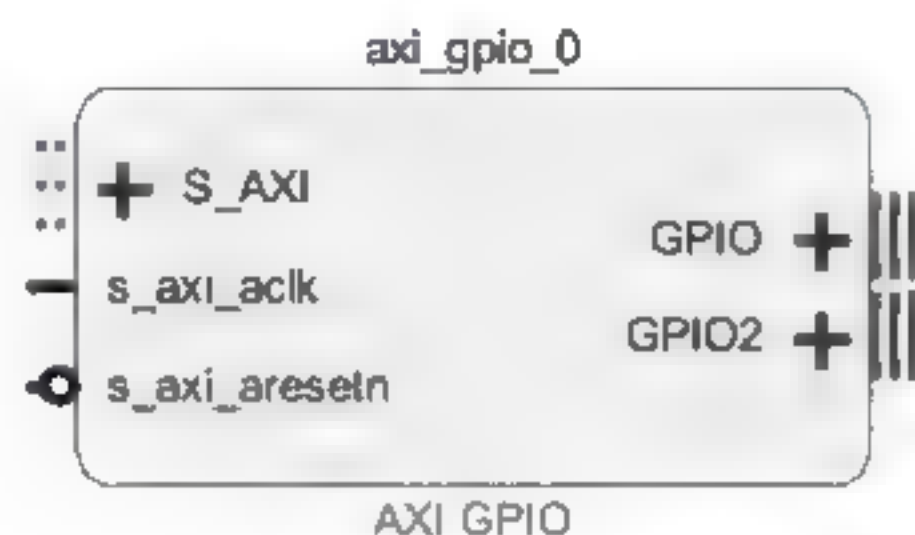 axi_gpio_0
S_AXI
s_axi_aclk
s_axi_aresetn
GPIO
GPIO2
AXI GPIO